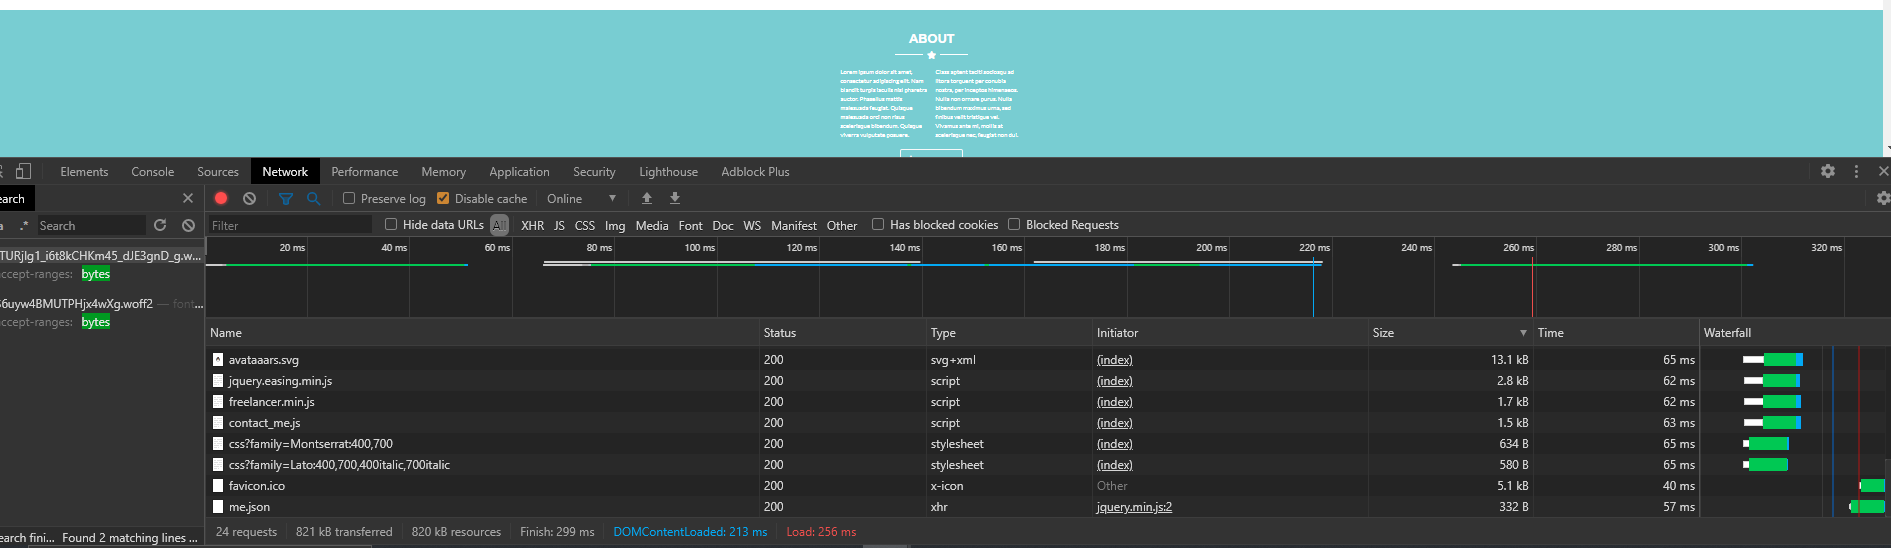 ABOUT
Lorem ipsum dolor sit amet,
consectetur adipiscing elit. Nam
blandit turpis iaculis nisl pharetra
auctor. Phasellus mattis
malesuada feugiat. Quisque
malesuada orci non risus
scelerisque bibendum. Quisque
viverra vulputate posuere.
Class aptent taciti sociosqu ad
litora torquent per conubia
nostra, per inceptos himenaeos.
Nulla non ornare purus. Nulla
bibendum maximus urna, sed
finibus velit tristique vel.
Vivamus ante mi, mollis at
scelerisque nec, feugiat non dui.
Elements Console Sources Network Performance Memory Application Security Lighthouse Adblock Plus
earch
Preserve log Disable cache Online
.* Search
Filter Hide data URLs All XHR JS CSS Img Media Font Doc WS Manifest Other Has blocked cookies Blocked Requests
TURjIg1_i6t8kCHKm45_dJE3gnD_g.w...
ccept-ranges: bytes
6uyw4BMUTPHjx4wXg.woff2 — font...
ccept-ranges: bytes
20 ms 40 ms 60 ms 80 ms 100 ms 120 ms 140 ms 160 ms 180 ms 200 ms 220 ms 240 ms 260 ms 280 ms 300 ms 320 ms
Name Status Type Initiator Size Time Waterfall
avataaars.svg 200 svg+xml (index) 13.1 kB 65 ms
jquery.easing.min.js 200 script (index) 2.8 kB 62 ms
freelancer.min.js 200 script (index) 1.7 kB 62 ms
contact_me.js 200 script (index) 1.5 kB 63 ms
css?family=Montserrat:400,700 200 stylesheet (index) 634 B 65 ms
css?family=Lato:400,700,400italic,700italic 200 stylesheet (index) 580 B 65 ms
favicon.ico 200 x-icon Other 5.1 kB 40 ms
me.json 200 xhr jquery.min.js:2 332 B 57 ms
earch fini... Found 2 matching lines ...
24 requests 821 kB transferred 820 kB resources Finish: 299 ms DOMContentLoaded: 213 ms Load: 256 ms